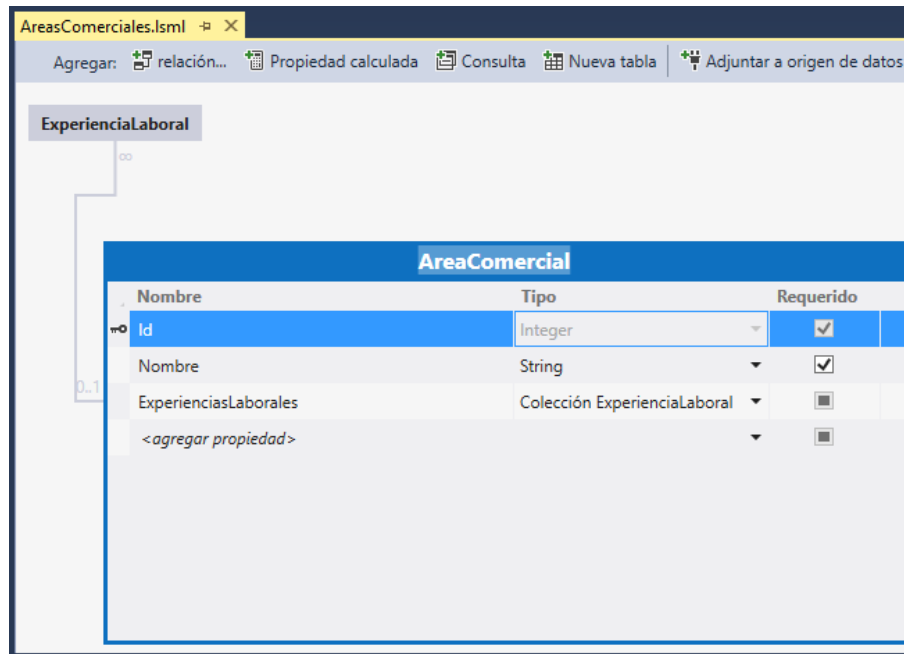 AreasComerciales.lsml
Agregar: relación... Propiedad calculada Consulta Nueva tabla Adjuntar a origen de datos
ExperienciaLaboral
∞
AreaComercial
Nombre Tipo Requerido
Id Integer
Nombre String
0..1
ExperienciasLaborales Colección ExperienciaLaboral
<agregar propiedad>